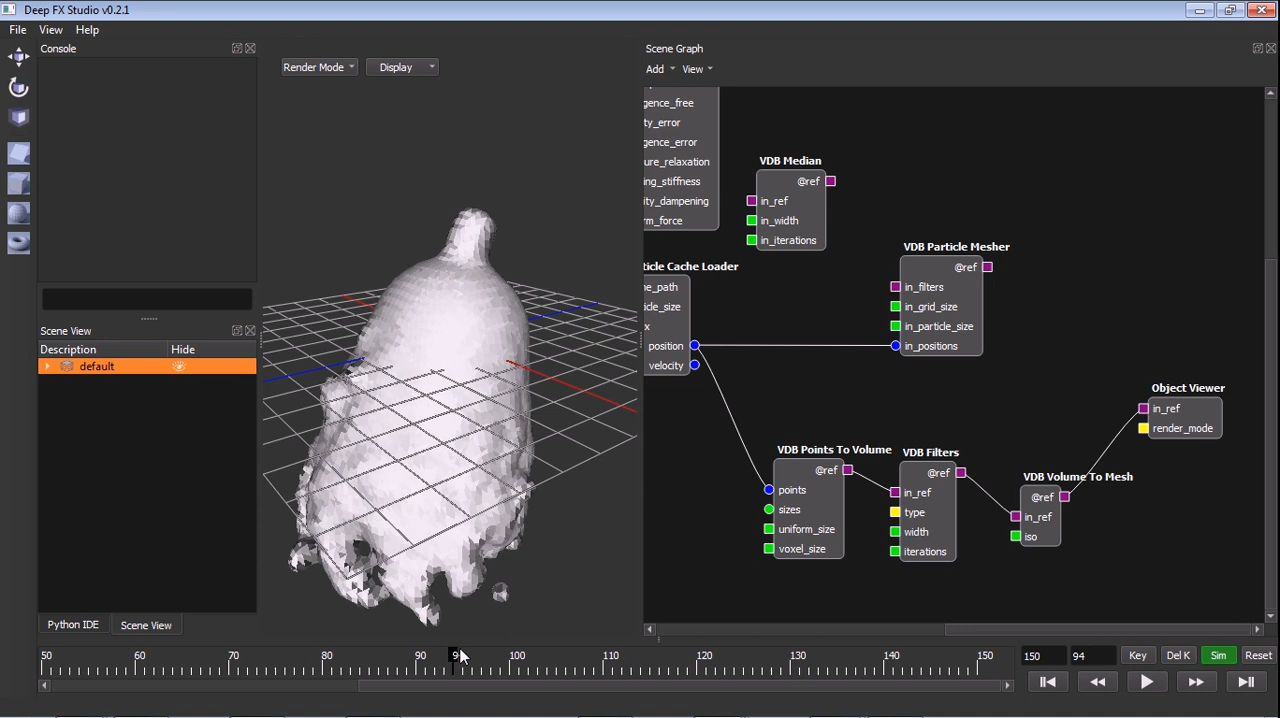 Deep FX Studio v0.2.1
File View Help
Console
Render Mode
Display
Scene View
Description Hide
default
Python IDE
Scene View
Scene Graph
Add View
gence_free
ty_error
gence_error
ure_relaxation
ing_stiffness
ity_dampening
rm_force
ticle Cache Loader
ne_path
ticle_size
x
position
velocity
VDB Median
@ref
in_ref
in_width
in_iterations
VDB Particle Mesher
@ref
in_filters
in_grid_size
in_particle_size
in_positions
VDB Points To Volume
@ref
points
sizes
uniform_size
voxel_size
VDB Filters
@ref
in_ref
type
width
iterations
VDB Volume To Mesh
@ref
in_ref
iso
Object Viewer
in_ref
render_mode
50 60 70 80 90 100 110 120 130 140 150
150 94 Key Del K Sim Reset